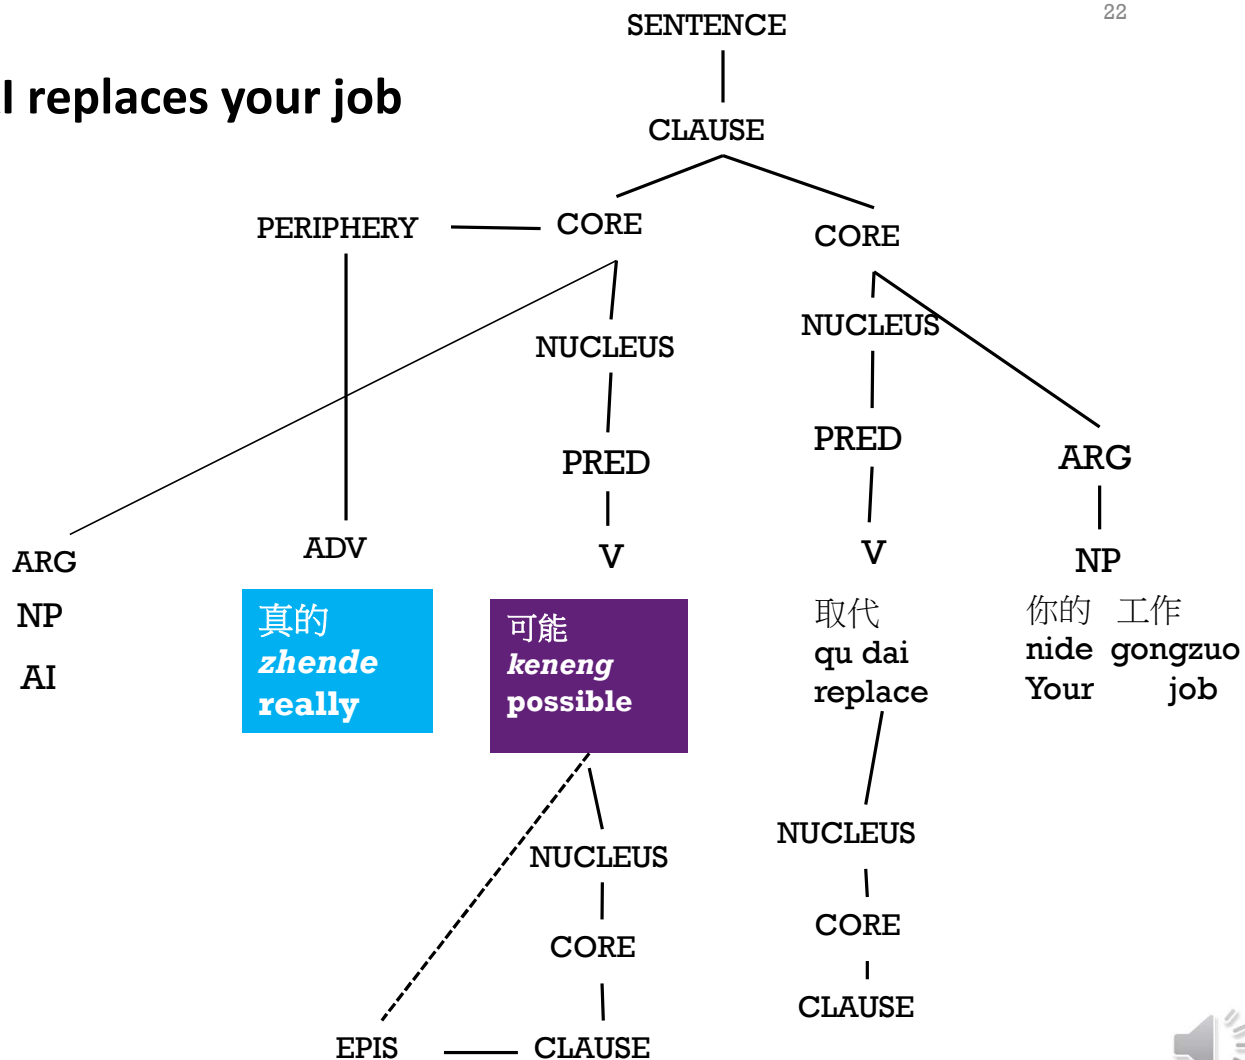 22
SENTENCE
I replaces your job
CLAUSE
PERIPHERY
CORE
CORE
NUCLEUS
NUCLEUS
PRED
PRED
ARG
ARG
ADV
V
V
NP
NP
AI
真的
zhende
really
可能
keneng
possible
取代
qu dai
replace
你的 工作
nide gongzuo
Your job
NUCLEUS
NUCLEUS
CORE
CORE
CLAUSE
EPIS
CLAUSE